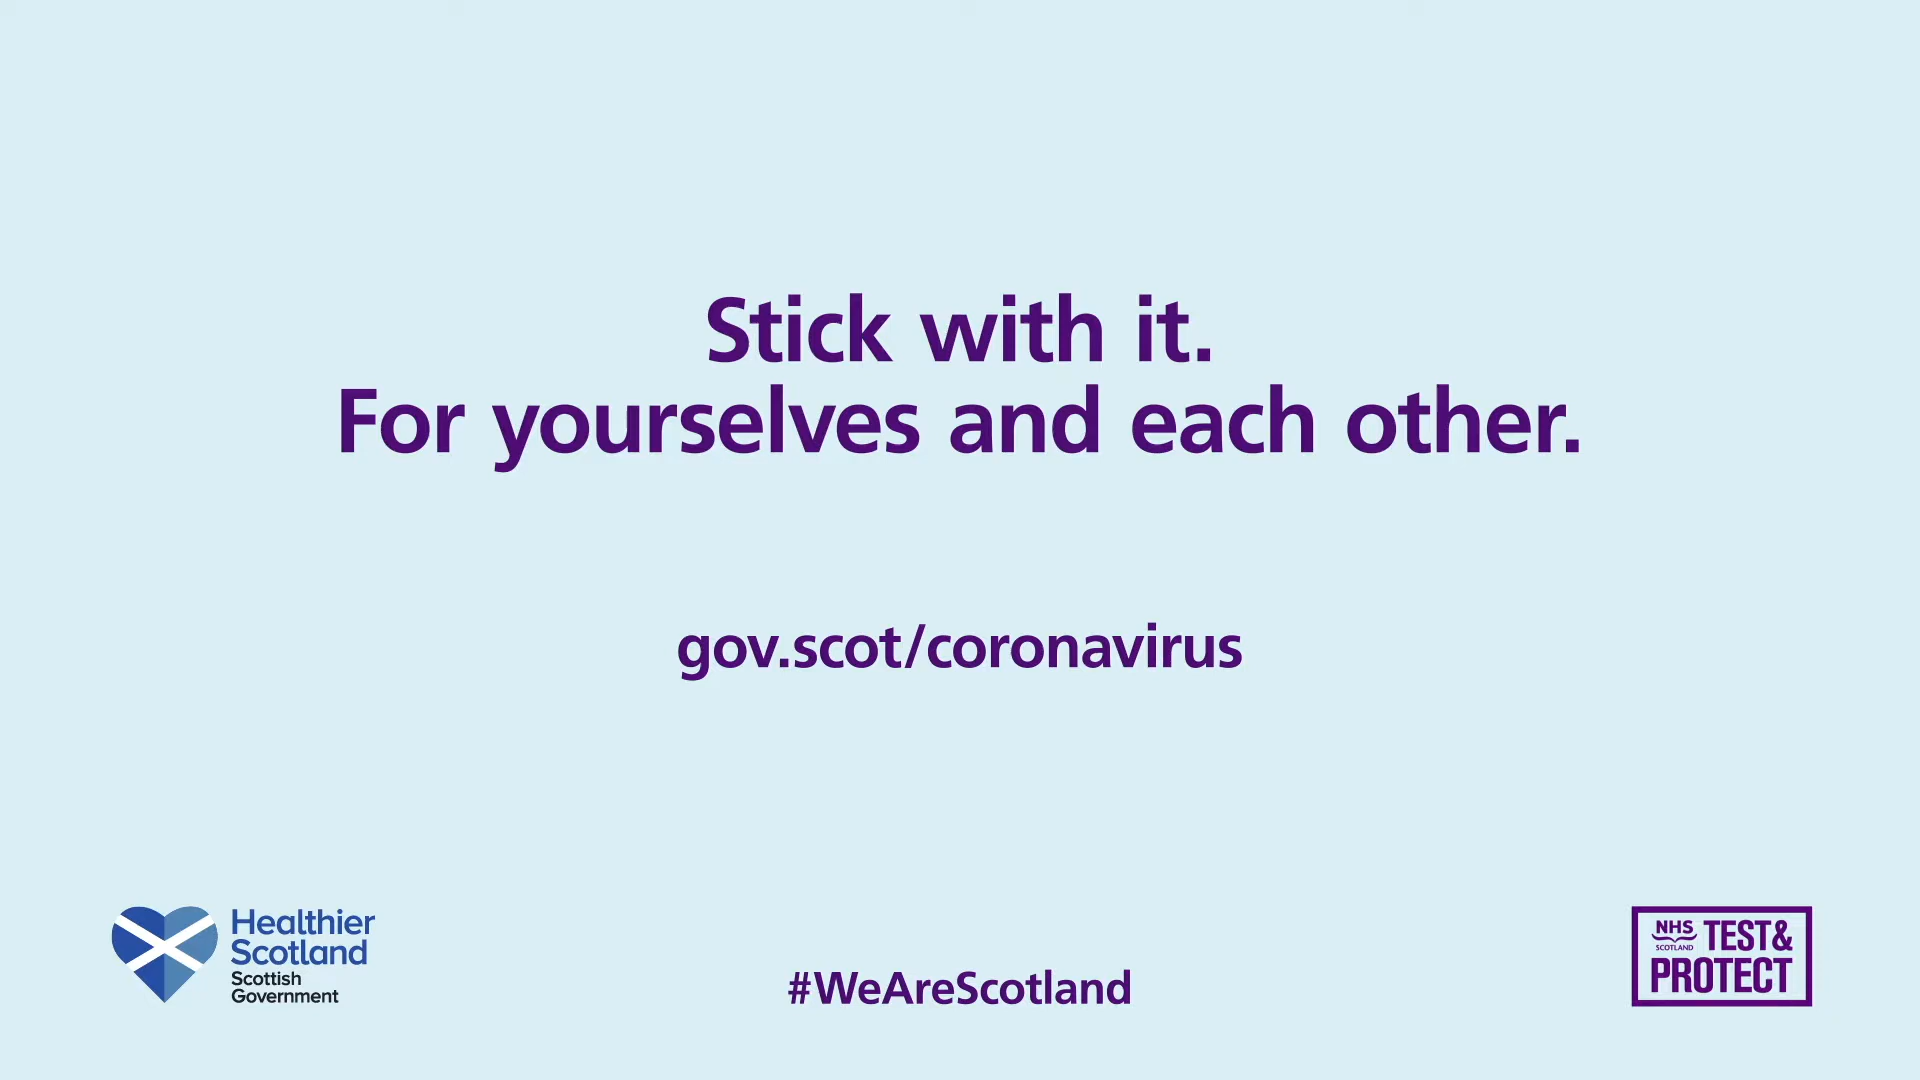 Stick with it.
For yourselves and each other.
gov.scot/coronavirus
Healthier
Scotland
Scottish
Government
#WeAreScotland
NHS
SCOTLAND
TEST&
PROTECT